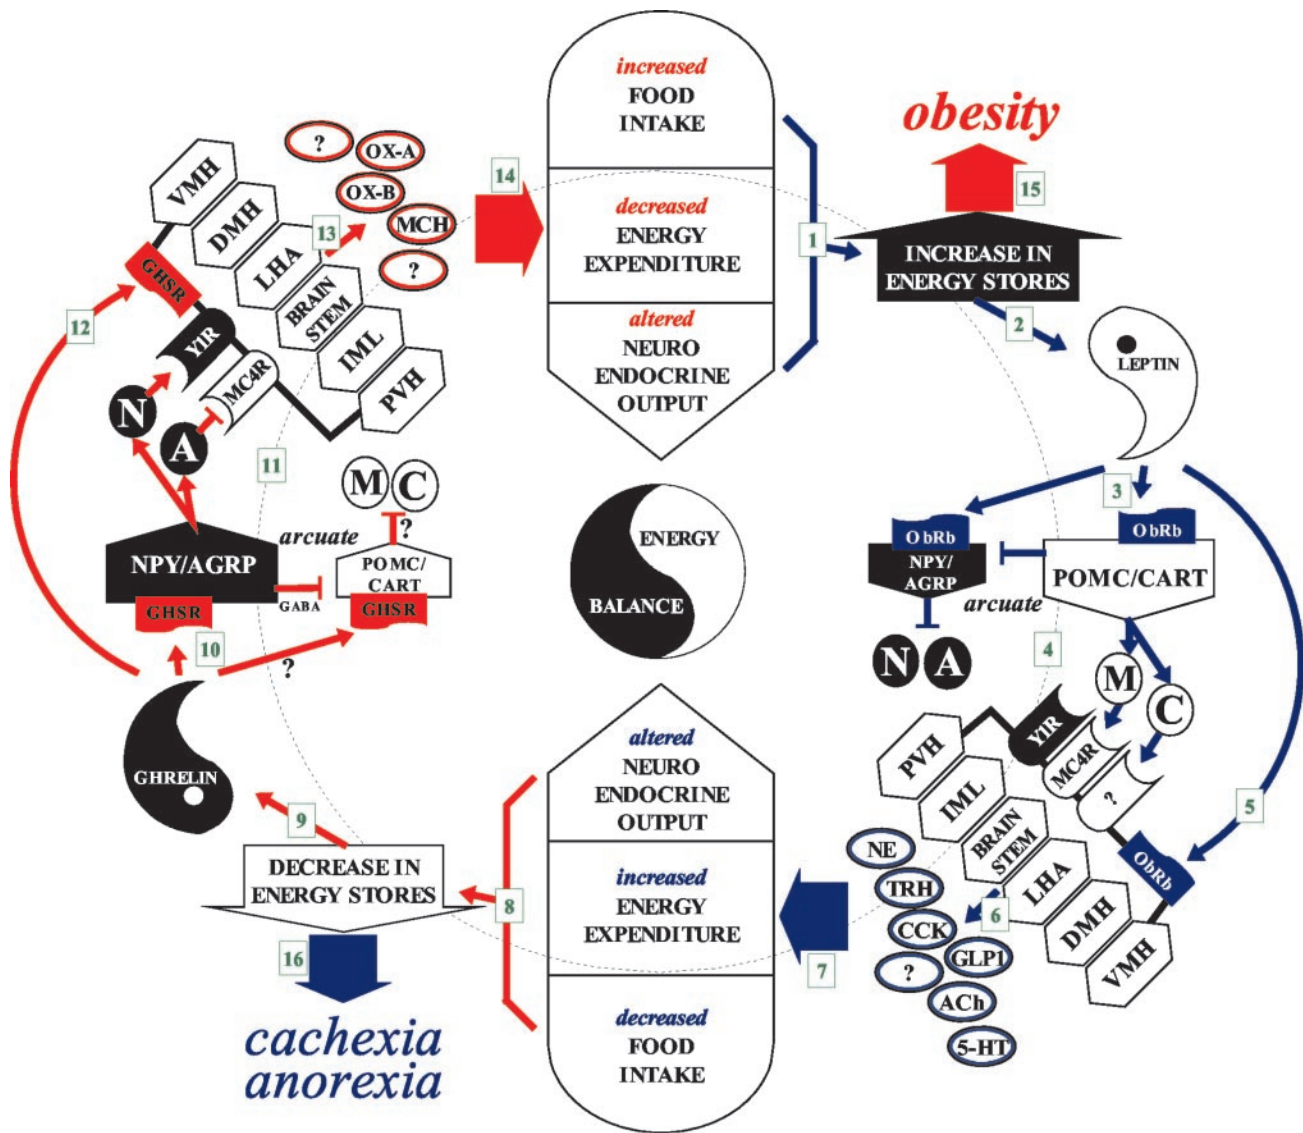 increased
FOOD
INTAKE
decreased
ENERGY
EXPENDITURE
altered
NEURO
ENDOCRINE
OUTPUT
1
obesity
15
INCREASE IN
ENERGY STORES
2
LEPTIN
3
ObRb
NPY/
AGRP
ObRb
POMC/CART
arcuate
N
A
4
M
C
5
Y1R
MC4R
?
ObRb
PVH
IML
BRAIN
STEM
LHA
DMH
VMH
6
NE
TRH
CCK
?
GLP1
ACh
5-HT
7
altered
NEURO
ENDOCRINE
OUTPUT
increased
ENERGY
EXPENDITURE
decreased
FOOD
INTAKE
8
DECREASE IN
ENERGY STORES
16
cachexia
anorexia
9
GHRELIN
10
?
GHSR
NPY/AGRP
GABA
arcuate
POMC/
CART
GHSR
?
M
C
11
12
N
A
Y1R
MC4R
GHSR
VMH
DMH
LHA
BRAIN
STEM
IML
PVH
13
?
OX-A
OX-B
MCH
?
14
ENERGY
BALANCE